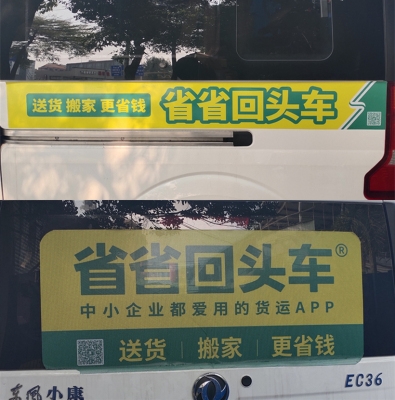 送货 搬家 更省钱 省省回头车
省省回头车®
中小企业都爱用的货运APP
送货 | 搬家 | 更省钱
東风小康 EC36